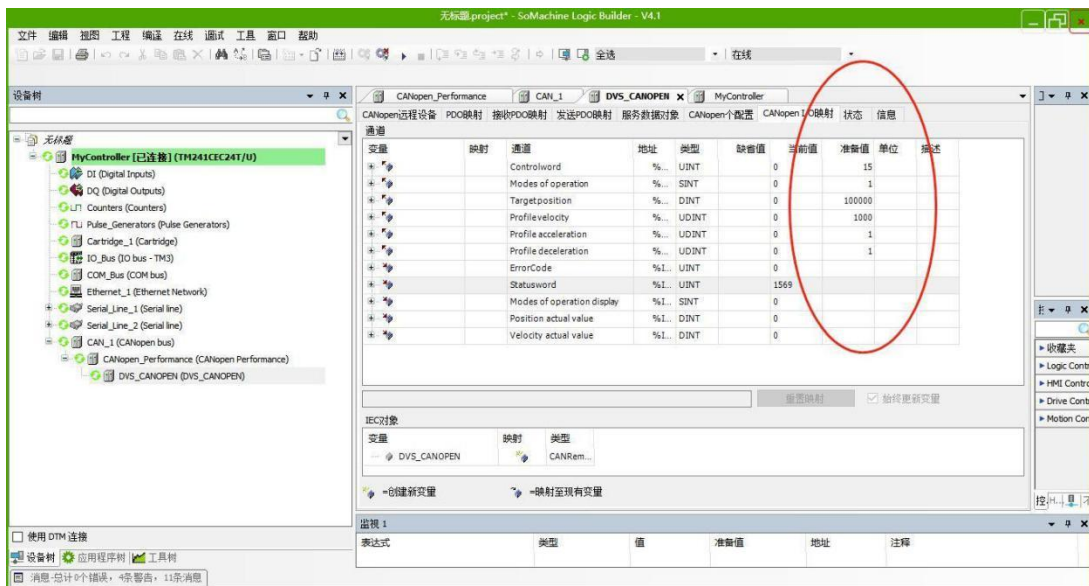 无标题.project* - SoMachine Logic Builder - V4.1
文件 编辑 视图 工程 编译 在线 调试 工具 窗口 帮助
全选 在线
设备树
无标题
MyController [已连接] (TM241CEC24T/U)
DI (Digital Inputs)
DQ (Digital Outputs)
Counters (Counters)
Pulse_Generators (Pulse Generators)
Cartridge_1 (Cartridge)
IO_Bus (IO bus - TM3)
COM_Bus (COM bus)
Ethernet_1 (Ethernet Network)
Serial_Line_1 (Serial line)
Serial_Line_2 (Serial line)
CAN_1 (CANopen bus)
CANopen_Performance (CANopen Performance)
DVS_CANOPEN (DVS_CANOPEN)
使用 DTM 连接
设备树 应用程序树 工具树
消息-总计0个错误，4条警告，11条消息
CANopen_Performance CAN_1 DVS_CANOPEN MyController
CANopen远程设备 PDO映射 接收PDO映射 发送PDO映射 服务数据对象 CANopen个配置 CANopen I/O映射 状态 信息
通道
变量 映射 通道 地址 类型 缺省值 当前值 准备值 单位 描述
Controlword %... UINT 0 15
Modes of operation %... SINT 0 1
Targetposition %... DINT 0 100000
Profilevelocity %... UDINT 0 1000
Profile acceleration %... UDINT 0 1
Profile deceleration %... UDINT 0 1
ErrorCode %I... UINT 0
Statusword %I... UINT 1569
Modes of operation display %I... SINT 0
Position actual value %I... DINT 0
Velocity actual value %I... DINT 0
重置映射 始终更新变量
IEC对象
变量 映射 类型
DVS_CANOPEN CANRem...
=创建新变量 =映射至现有变量
监视 1
表达式 类型 值 准备值 地址 注释
收藏夹
Logic Contr
HMI Contro
Drive Cont
Motion Con